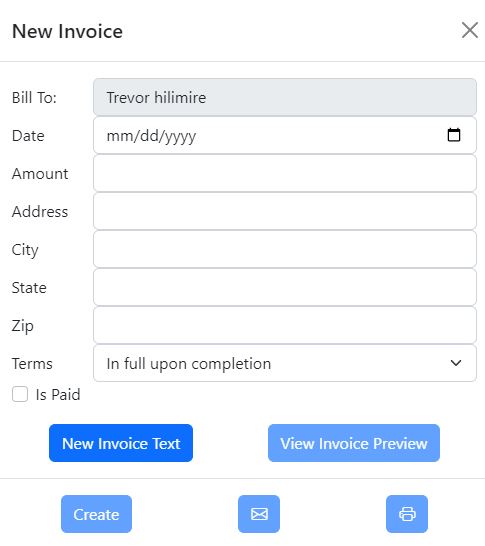 New Invoice
Bill To: Trevor hilimire
Date mm/dd/yyyy
Amount
Address
City
State
Zip
Terms In full upon completion
Is Paid
New Invoice Text View Invoice Preview
Create